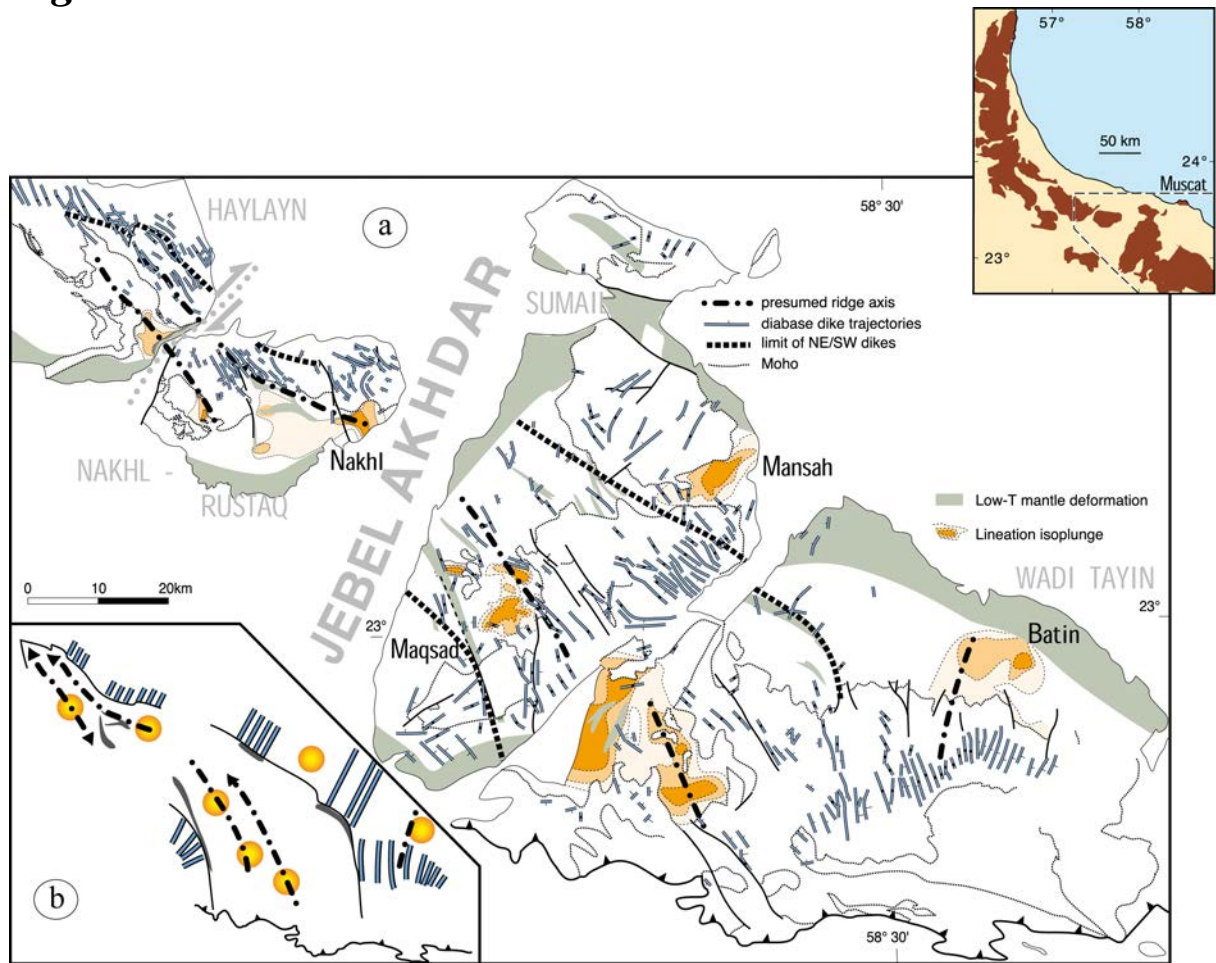 57° 58°
50 km
24°
Muscat
23°
HAYLAYN
a
58° 30'
JEBEL AKHDAR
SUMAIL
presumed ridge axis
diabase dike trajectories
limit of NE/SW dikes
Moho
NAKHL -
RUSTAQ
Nakhl
Mansah
Low-T mantle deformation
Lineation isoplunge
WADI TAYIN
0 10 20km
23°
23°
Maqsad
Batin
b
58° 30'